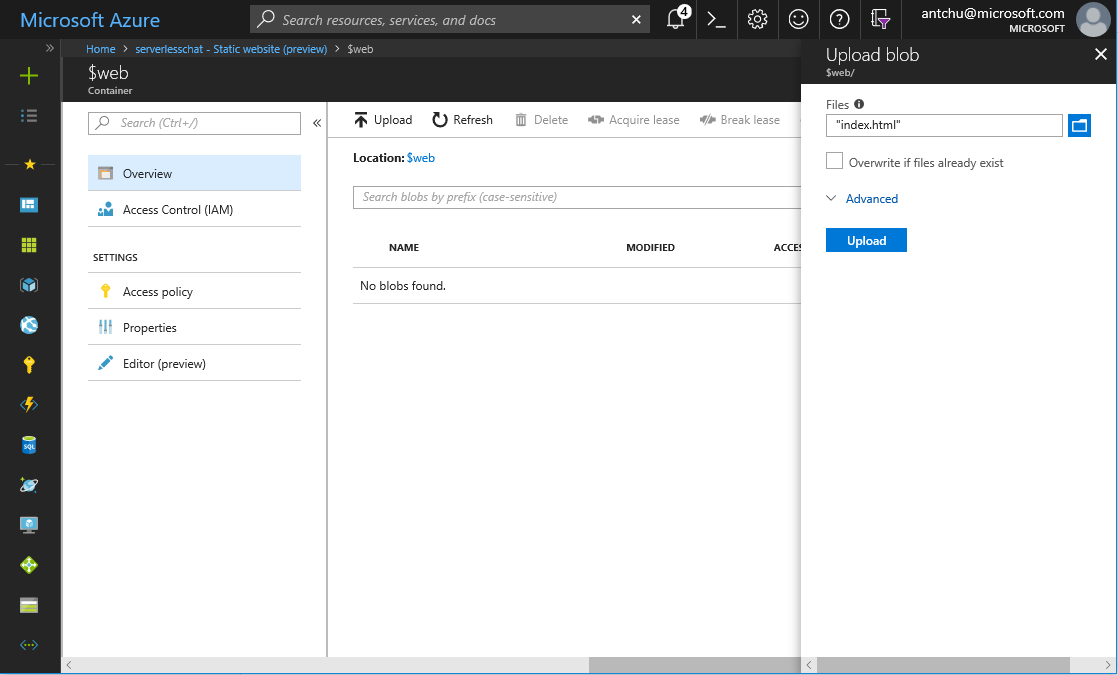 Microsoft Azure
Search resources, services, and docs
4
antchu@microsoft.com
MICROSOFT
Home > serverlesschat - Static website (preview) > $web
$web
Container
Search (Ctrl+/)
Overview
Access Control (IAM)
SETTINGS
Access policy
Properties
Editor (preview)
Upload
Refresh
Delete
Acquire lease
Break lease
Location: $web
Search blobs by prefix (case-sensitive)
NAME MODIFIED ACCES
No blobs found.
Upload blob
$web/
Files
"index.html"
Overwrite if files already exist
Advanced
Upload
SQL